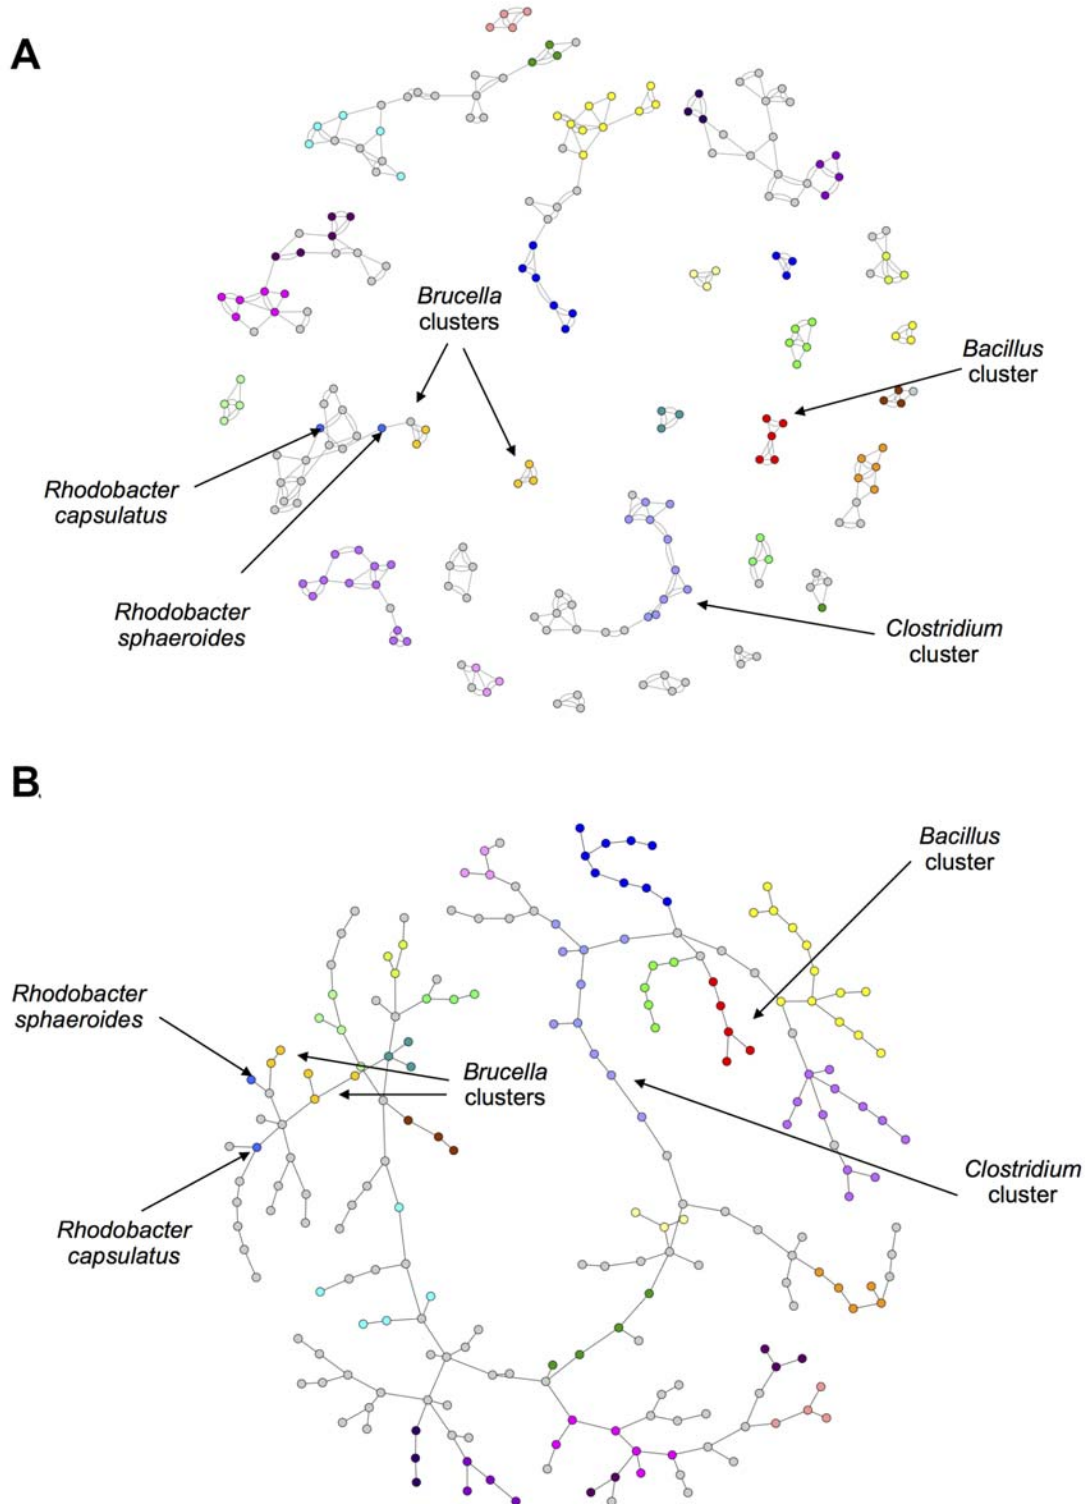 A
Brucella
clusters
Bacillus
cluster
Rhodobacter
capsulatus
Rhodobacter
sphaeroides
Clostridium
cluster
B
Bacillus
cluster
Rhodobacter
sphaeroides
Brucella
clusters
Clostridium
cluster
Rhodobacter
capsulatus